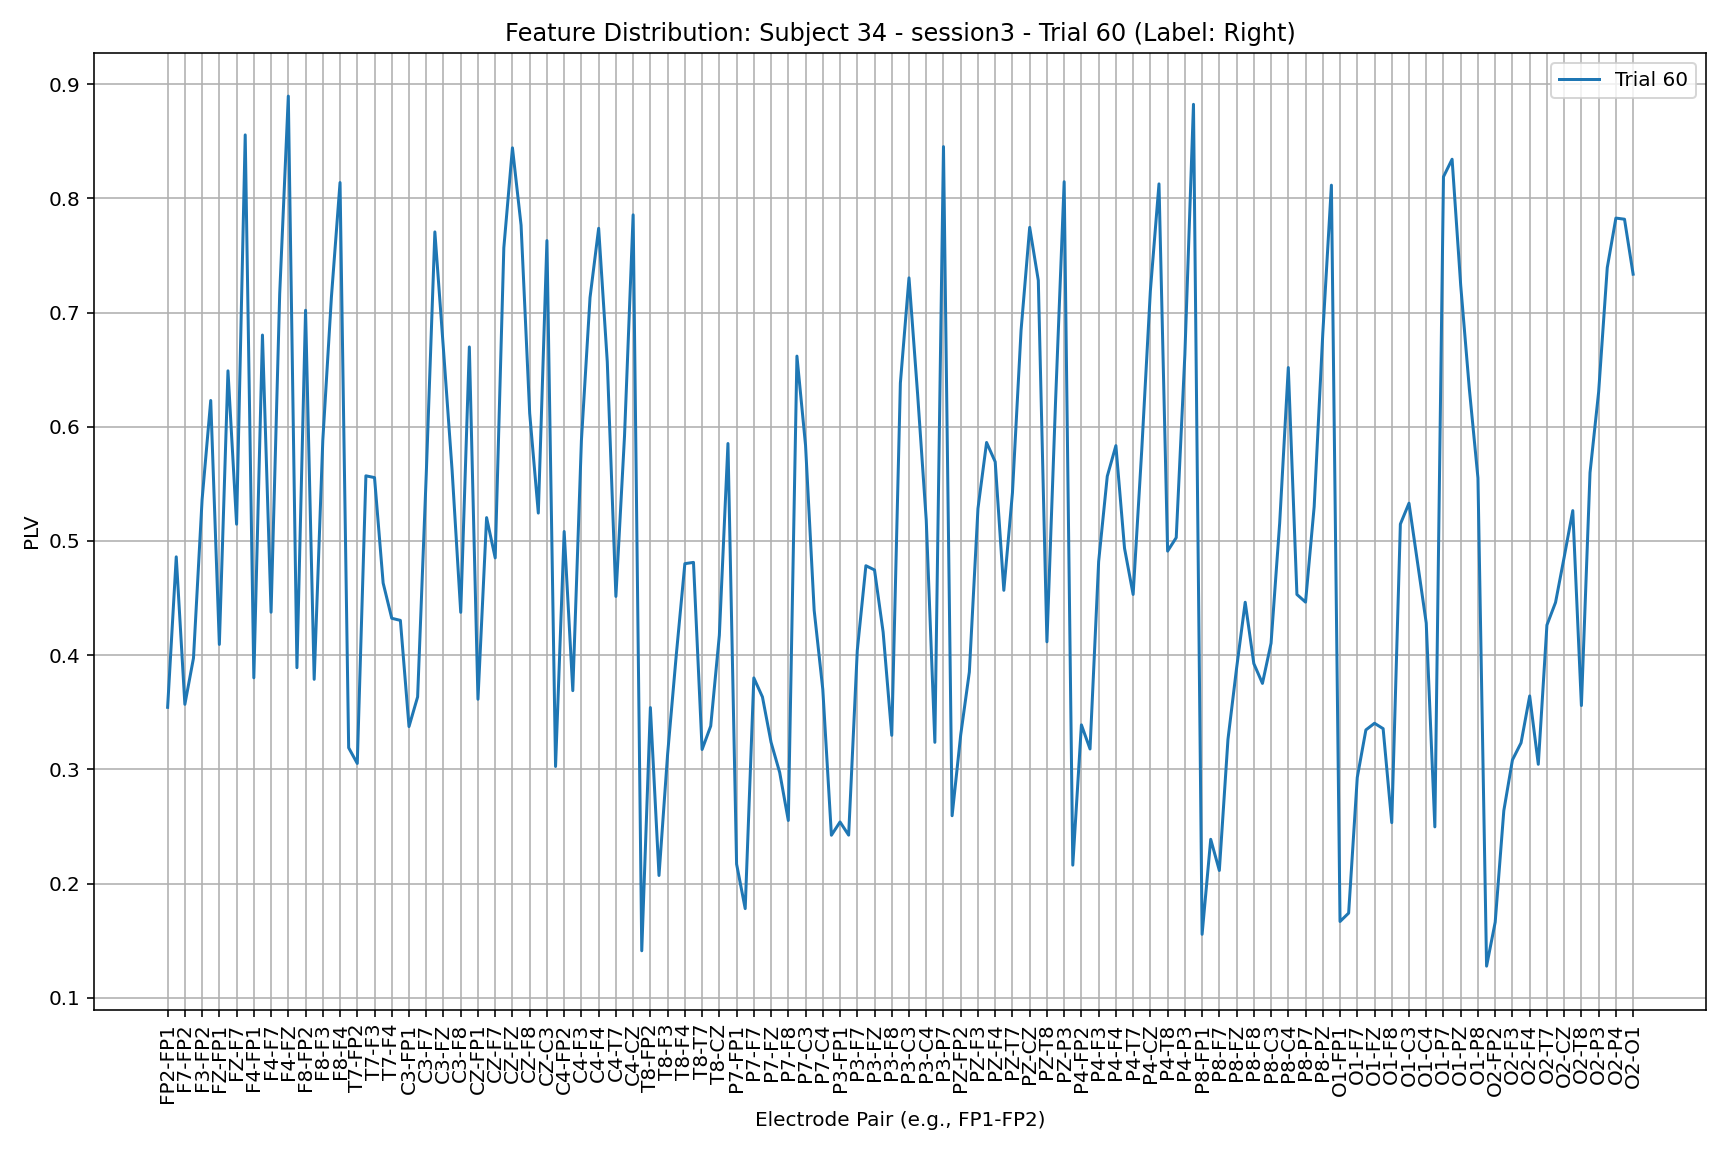 Feature Distribution: Subject 34 - session3 - Trial 60 (Label: Right)
Trial 60
PLV
0.9
0.8
0.7
0.6
0.5
0.4
0.3
0.2
0.1
FP2-FP1
F7-FP2
F3-FP2
FZ-FP1
FZ-F7
F4-FP1
F4-F7
F4-FZ
F8-FP2
F8-F3
F8-F4
T7-FP2
T7-F3
T7-F4
C3-FP1
C3-F7
C3-FZ
C3-F8
CZ-FP1
CZ-F7
CZ-FZ
CZ-F8
CZ-C3
C4-FP2
C4-F3
C4-F4
C4-T7
C4-CZ
T8-FP2
T8-F3
T8-F4
T8-T7
T8-CZ
P7-FP1
P7-F7
P7-FZ
P7-F8
P7-C3
P7-C4
P3-FP1
P3-F7
P3-FZ
P3-F8
P3-C3
P3-C4
P3-P7
PZ-FP2
PZ-F3
PZ-F4
PZ-T7
PZ-CZ
PZ-T8
PZ-P3
P4-FP2
P4-F3
P4-F4
P4-T7
P4-CZ
P4-T8
P4-P3
P8-FP1
P8-F7
P8-FZ
P8-F8
P8-C3
P8-C4
P8-P7
P8-PZ
O1-FP1
O1-F7
O1-FZ
O1-F8
O1-C3
O1-C4
O1-P7
O1-PZ
O1-P8
O2-FP2
O2-F3
O2-F4
O2-T7
O2-CZ
O2-T8
O2-P3
O2-P4
O2-O1
Electrode Pair (e.g., FP1-FP2)